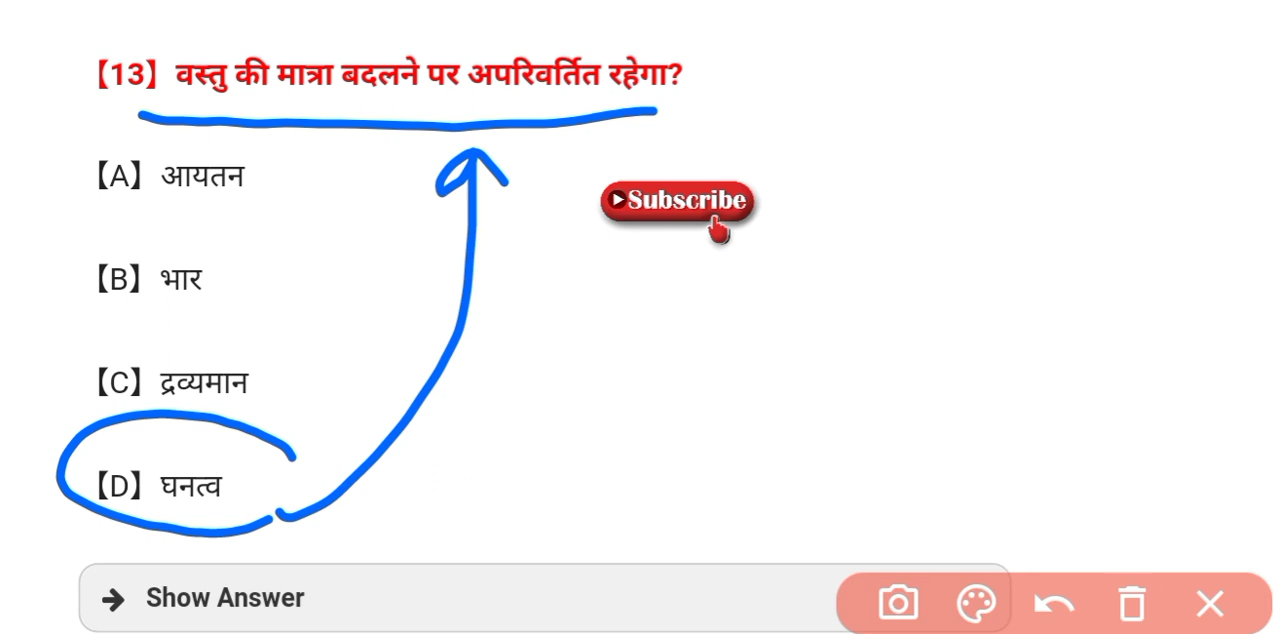 【13】 वस्तु की मात्रा बदलने पर अपरिवर्तित रहेगा?
【A】 आयतन
Subscribe
【B】 भार
【C】 द्रव्यमान
【D】 घनत्व
Show Answer